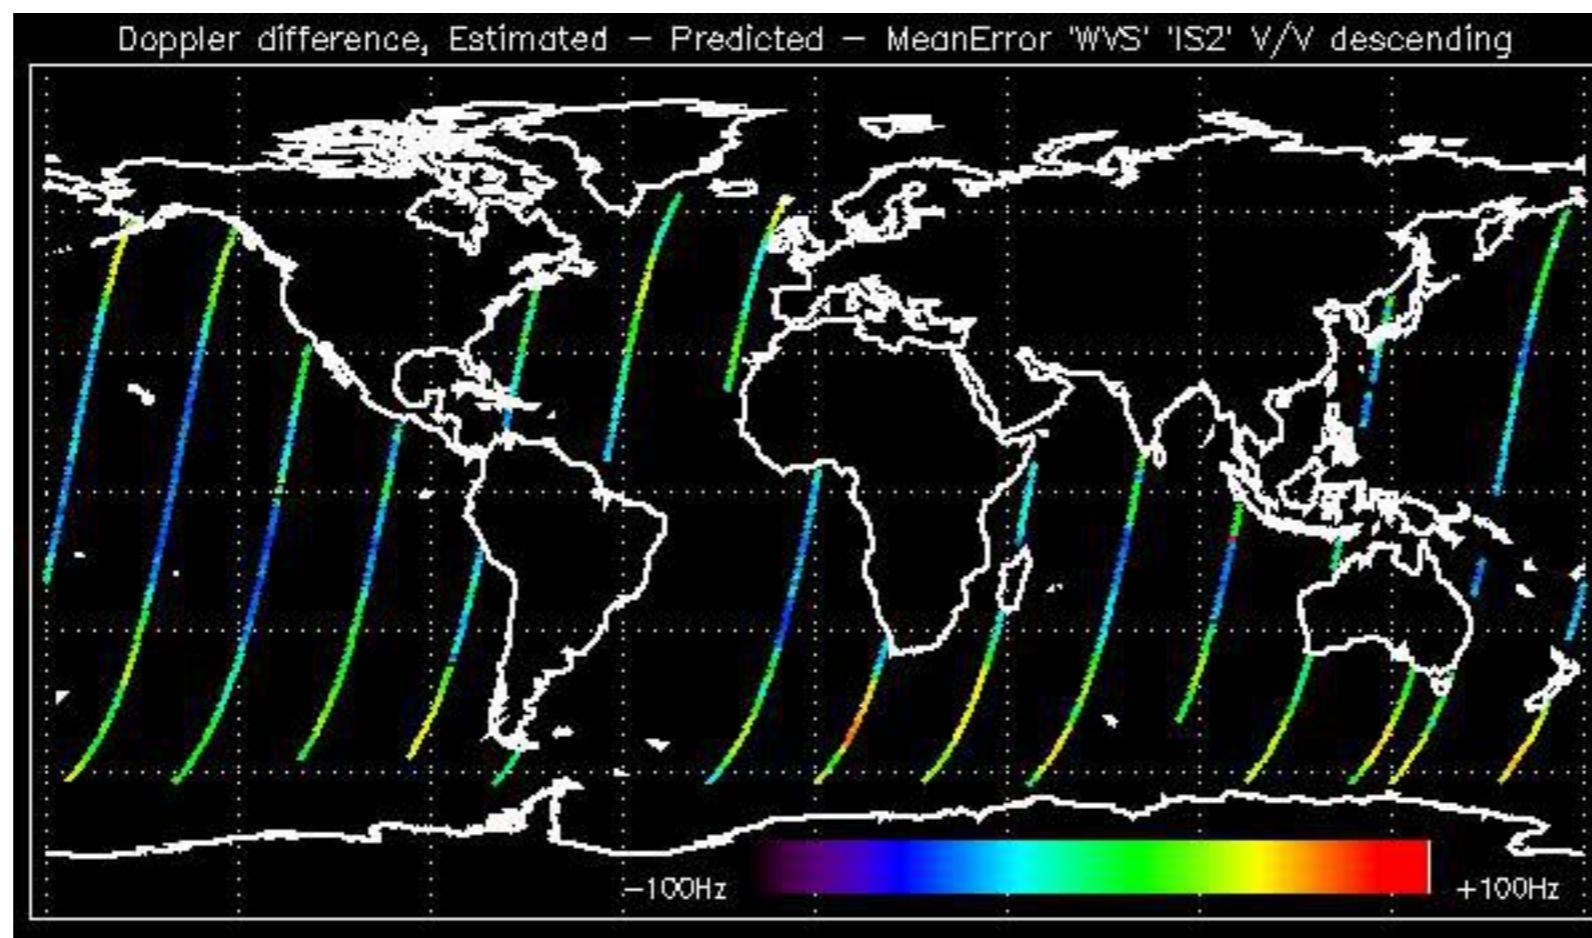 Doppler difference, Estimated – Predicted – MeanError 'WVS' 'IS2' V/V descending
–100Hz +100Hz